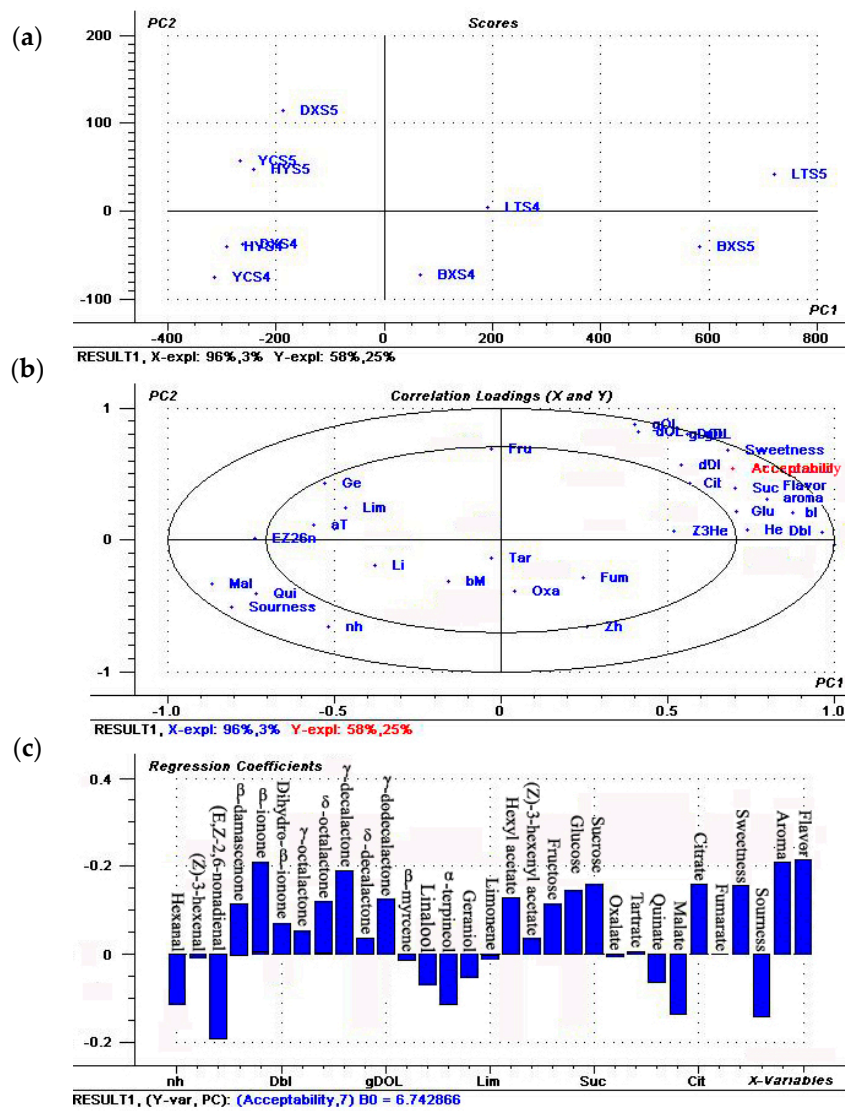 (a)
PC2
Scores
200
100
0
-100
DXS5
YCS5
HYS5
LTS5
LTS4
DXS4
HYS4
BXS5
YCS4
BXS4
PC1
-400
-200
0
200
400
600
800
RESULT1, X-expl: 96%,3% Y-expl: 58%,25%
(b)
PC2
Correlation Loadings (X and Y)
1
0
-1
gOL
dOL
gDOL
Fru
Sweetness
dDl
Acceptability
Ge
Cit
Suc
Flavor
Lim
aroma
Glu
bl
aT
Z3He
He
Dbl
EZ26n
Li
Tar
Mal
bM
Fum
Qui
Oxa
Sourness
nh
Zh
PC1
-1.0
-0.5
0
0.5
1.0
RESULT1, X-expl: 96%,3% Y-expl: 58%,25%
(c)
Regression Coefficients
0.4
-0.2
0
-0.2
Hexanal
(Z)-3-hexenal
(E,Z-2,6-nonadienal
β-damascenone
β-ionone
Dihydro-β-ionone
γ-octalactone
δ-octalactone
γ-decalactone
δ-decalactone
γ-dodecalactone
β-myrcene
Linalool
α-terpineol
Geraniol
Limonene
Hexyl acetate
(Z)-3-hexenyl acetate
Fructose
Glucose
Sucrose
Oxalate
Tartrate
Quinate
Malate
Citrate
Fumarate
Sweetness
Sourness
Aroma
Flavor
nh
Dbl
gDOL
Lim
Suc
Cit
X-Variables
RESULT1, (Y-var, PC): (Acceptability,7) B0 = 6.742866